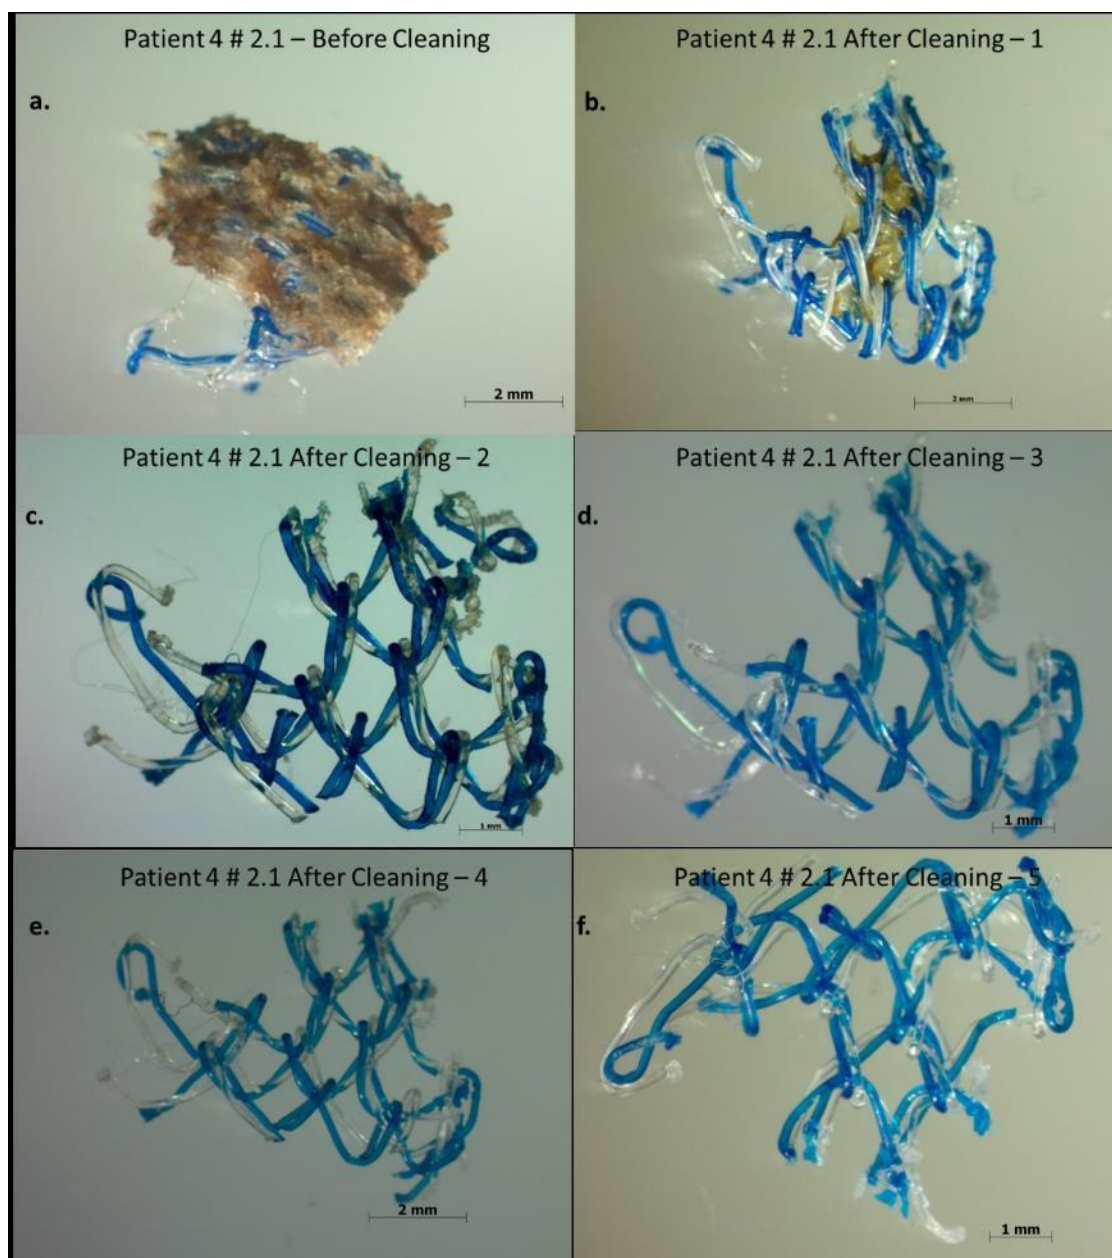 Patient 4 # 2.1 – Before Cleaning
a.
2 mm
Patient 4 # 2.1 After Cleaning – 1
b.
2 mm
Patient 4 # 2.1 After Cleaning – 2
c.
1 mm
Patient 4 # 2.1 After Cleaning – 3
d.
1 mm
Patient 4 # 2.1 After Cleaning – 4
e.
2 mm
Patient 4 # 2.1 After Cleaning – 5
f.
1 mm